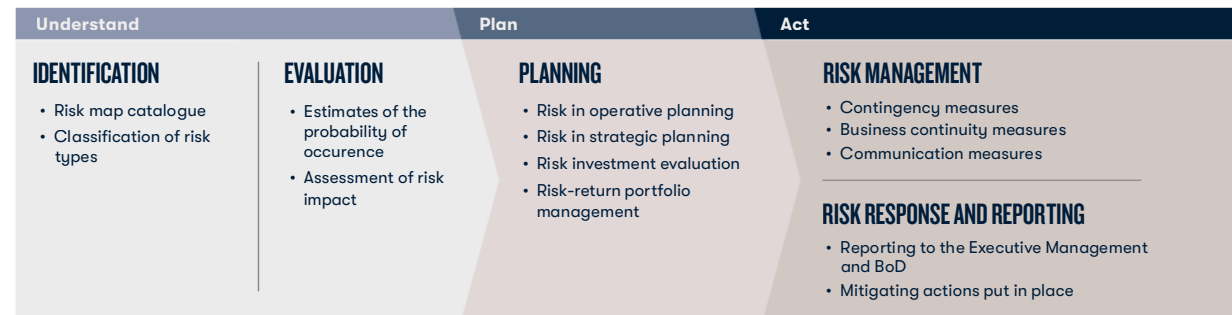 Understand
Plan
Act
IDENTIFICATION
• Risk map catalogue
• Classification of risk
types
EVALUATION
• Estimates of the
probability of
occurence
• Assessment of risk
impact
PLANNING
• Risk in operative planning
• Risk in strategic planning
• Risk investment evaluation
• Risk-return portfolio
management
RISK MANAGEMENT
• Contingency measures
• Business continuity measures
• Communication measures
RISK RESPONSE AND REPORTING
• Reporting to the Executive Management
and BoD
• Mitigating actions put in place